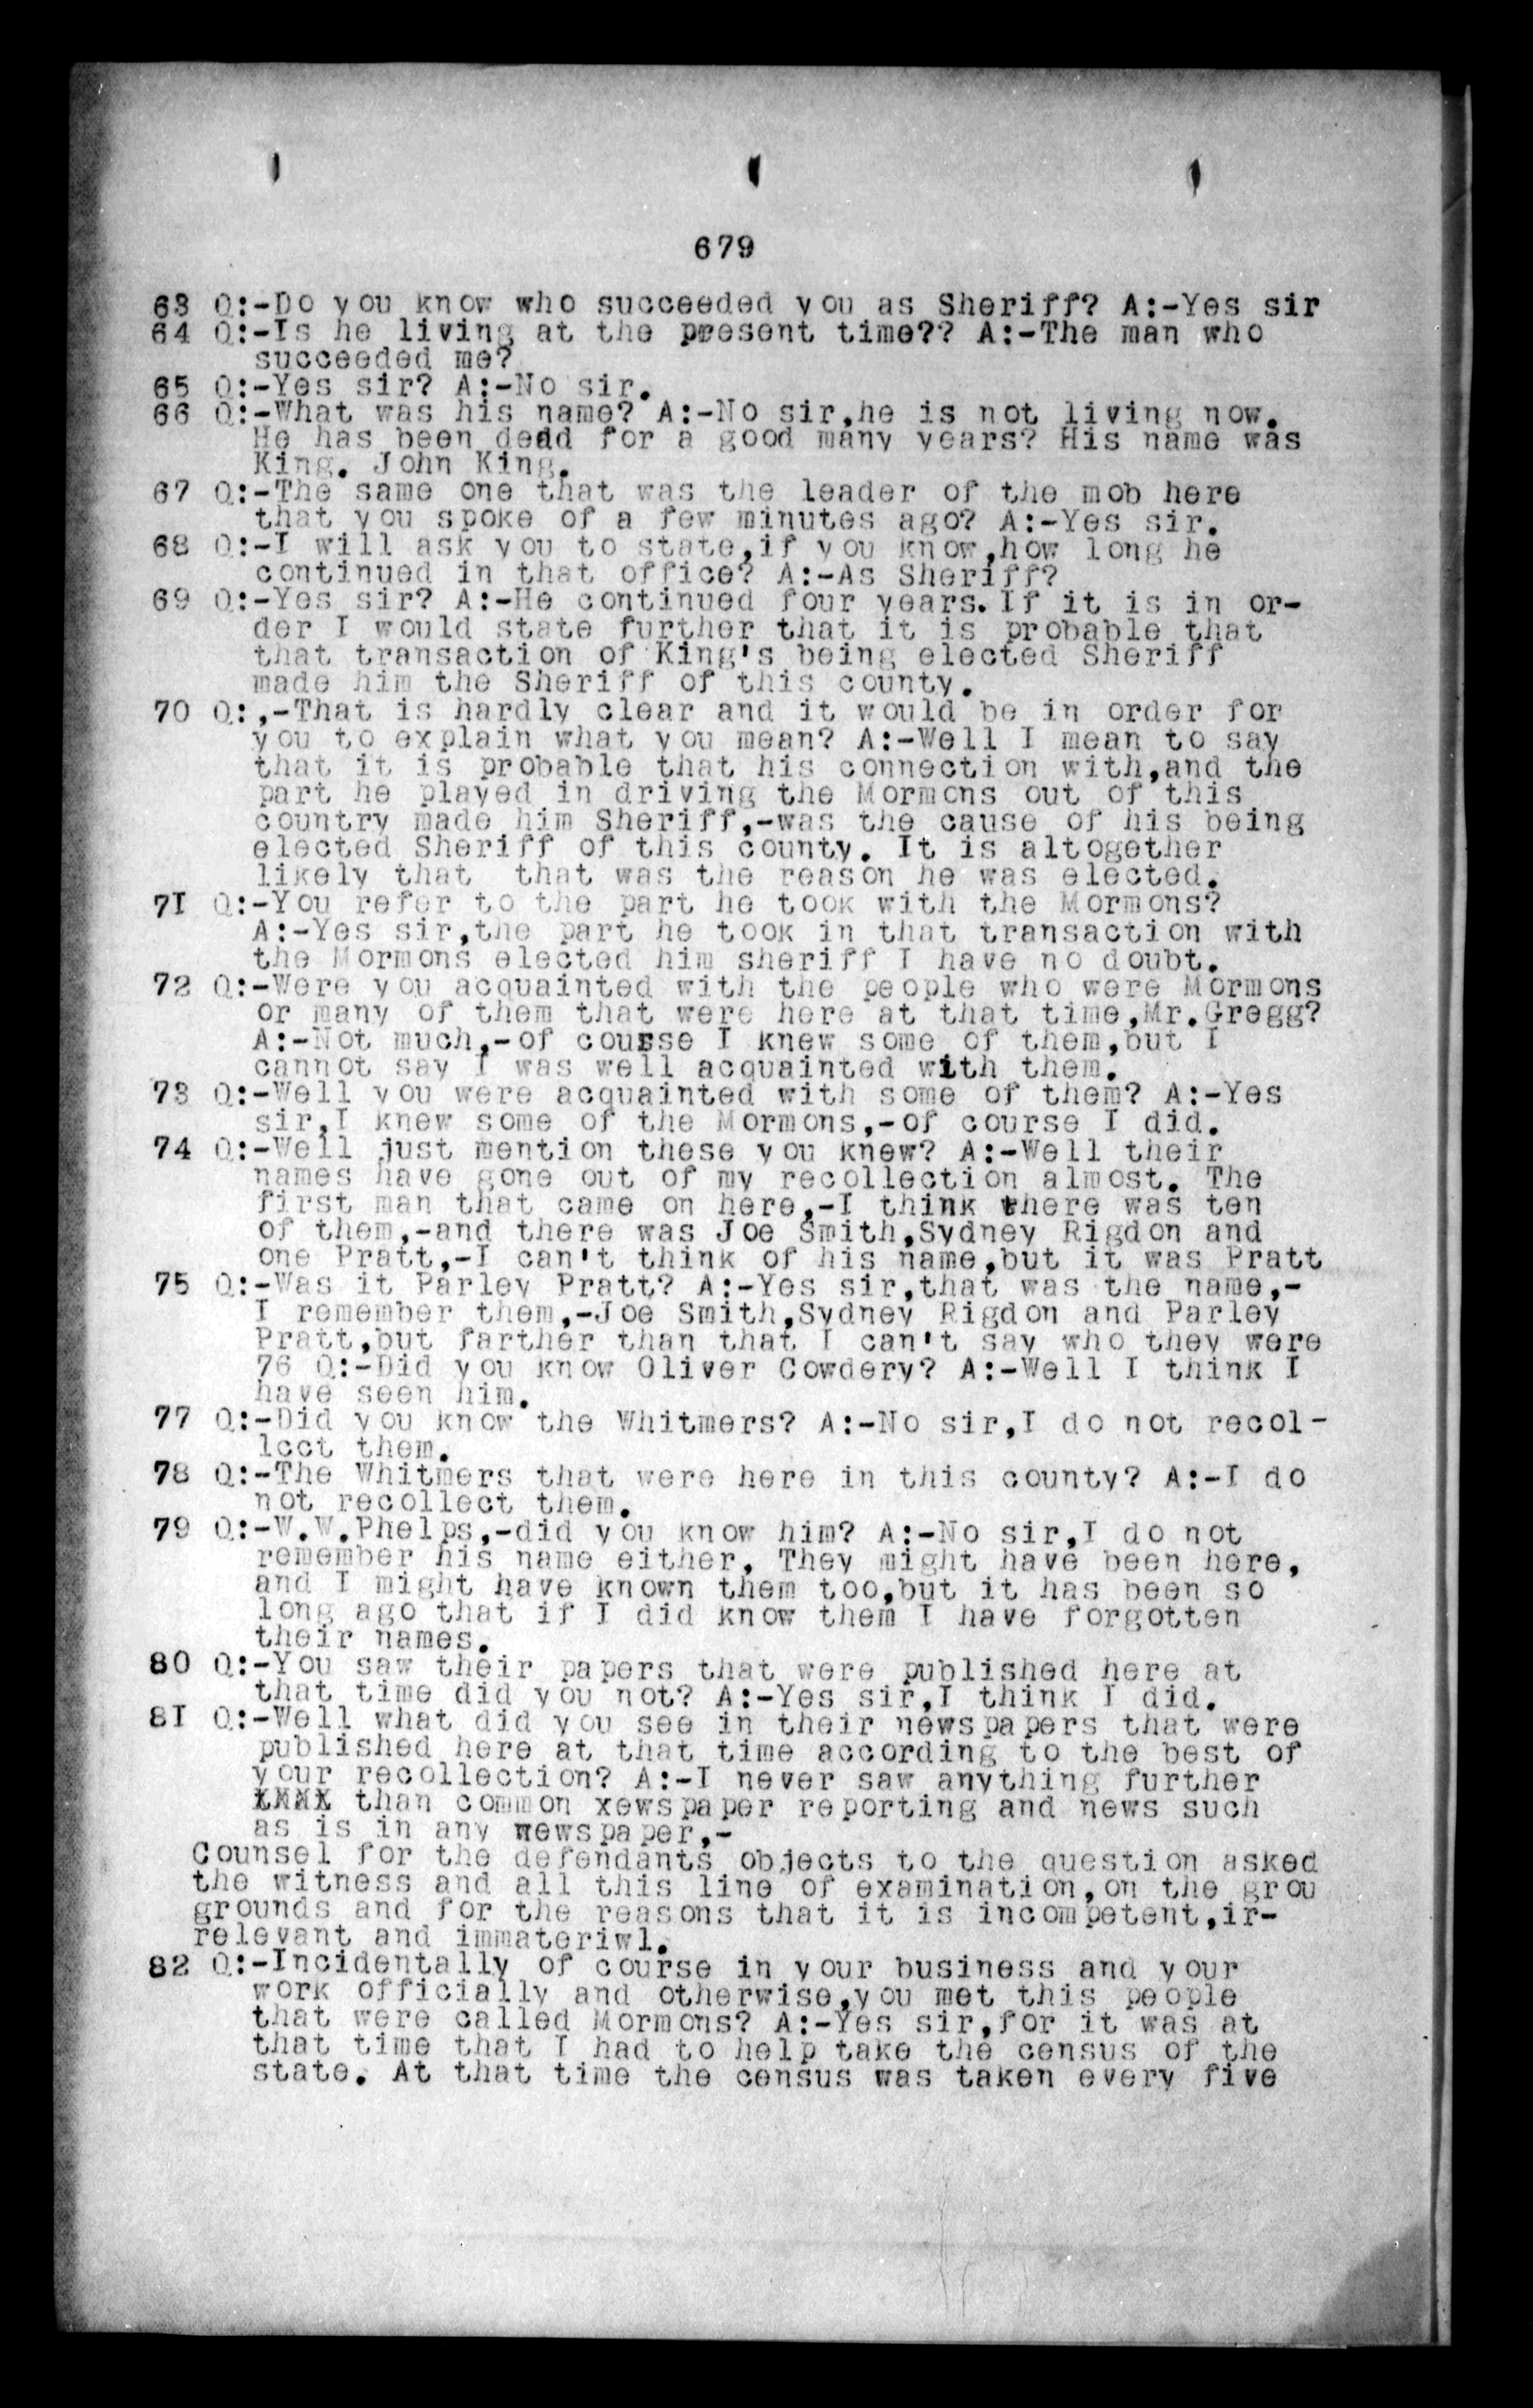 679
63 Q:-Do you know who succeeded you as Sheriff? A:-Yes sir
64 Q:-Is he living at the present time?? A:-The man who
succeeded me?
65 Q:-Yes sir? A:-No sir.
66 Q:-What was his name? A:-No sir,he is not living now.
He has been dead for a good many years? His name was
King. John King.
67 Q:-The same one that was the leader of the mob here
that you spoke of a few minutes ago? A:-Yes sir.
68 Q:-I will ask you to state,if you know,how long he
continued in that office? A:-As Sheriff?
69 Q:-Yes sir? A:-He continued four years.If it is in or-
der I would state further that it is probable that
that transaction of King's being elected Sheriff
made him the Sheriff of this county.
70 Q:,-That is hardly clear and it would be in order for
you to explain what you mean? A:-Well I mean to say
that it is probable that his connection with,and the
part he played in driving the Mormons out of this
country made him Sheriff,-was the cause of his being
elected Sheriff of this county. It is altogether
likely that that was the reason he was elected.
7I Q:-You refer to the part he took with the Mormons?
A:-Yes sir,the part he took in that transaction with
the Mormons elected him sheriff I have no doubt.
72 Q:-Were you acquainted with the people who were Mormons
or many of them that were here at that time,Mr.Gregg?
A:-Not much,-of course I knew some of them,but I
cannot say I was well acquainted with them.
73 Q:-Well you were acquainted with some of them? A:-Yes
sir,I knew some of the Mormons,-of course I did.
74 Q:-Well just mention these you knew? A:-Well their
names have gone out of my recollection almost. The
first man that came on here,-I think there was ten
of them,-and there was Joe Smith,Sydney Rigdon and
one Pratt,-I can't think of his name,but it was Pratt
75 Q:-Was it Parley Pratt? A:-Yes sir,that was the name,-
I remember them,-Joe Smith,Sydney Rigdon and Parley
Pratt,but farther than that I can't say who they were
76 Q:-Did you know Oliver Cowdery? A:-Well I think I
have seen him.
77 Q:-Did you know the Whitmers? A:-No sir,I do not recol-
lect them.
78 Q:-The Whitmers that were here in this county? A:-I do
not recollect them.
79 Q:-W.W.Phelps,-did you know him? A:-No sir,I do not
remember his name either, They might have been here,
and I might have known them too,but it has been so
long ago that if I did know them I have forgotten
their names.
80 Q:-You saw their papers that were published here at
that time did you not? A:-Yes sir,I think I did.
8I Q:-Well what did you see in their newspapers that were
published here at that time according to the best of
your recollection? A:-I never saw anything further
than common xewspaper reporting and news such
as is in any newspaper,-
Counsel for the defendants objects to the question asked
the witness and all this line of examination,on the grou
grounds and for the reasons that it is incompetent,ir-
relevant and immateriwl.
82 Q:-Incidentally of course in your business and your
work officially and otherwise,you met this people
that were called Mormons? A:-Yes sir,for it was at
that time that I had to help take the census of the
state. At that time the census was taken every five